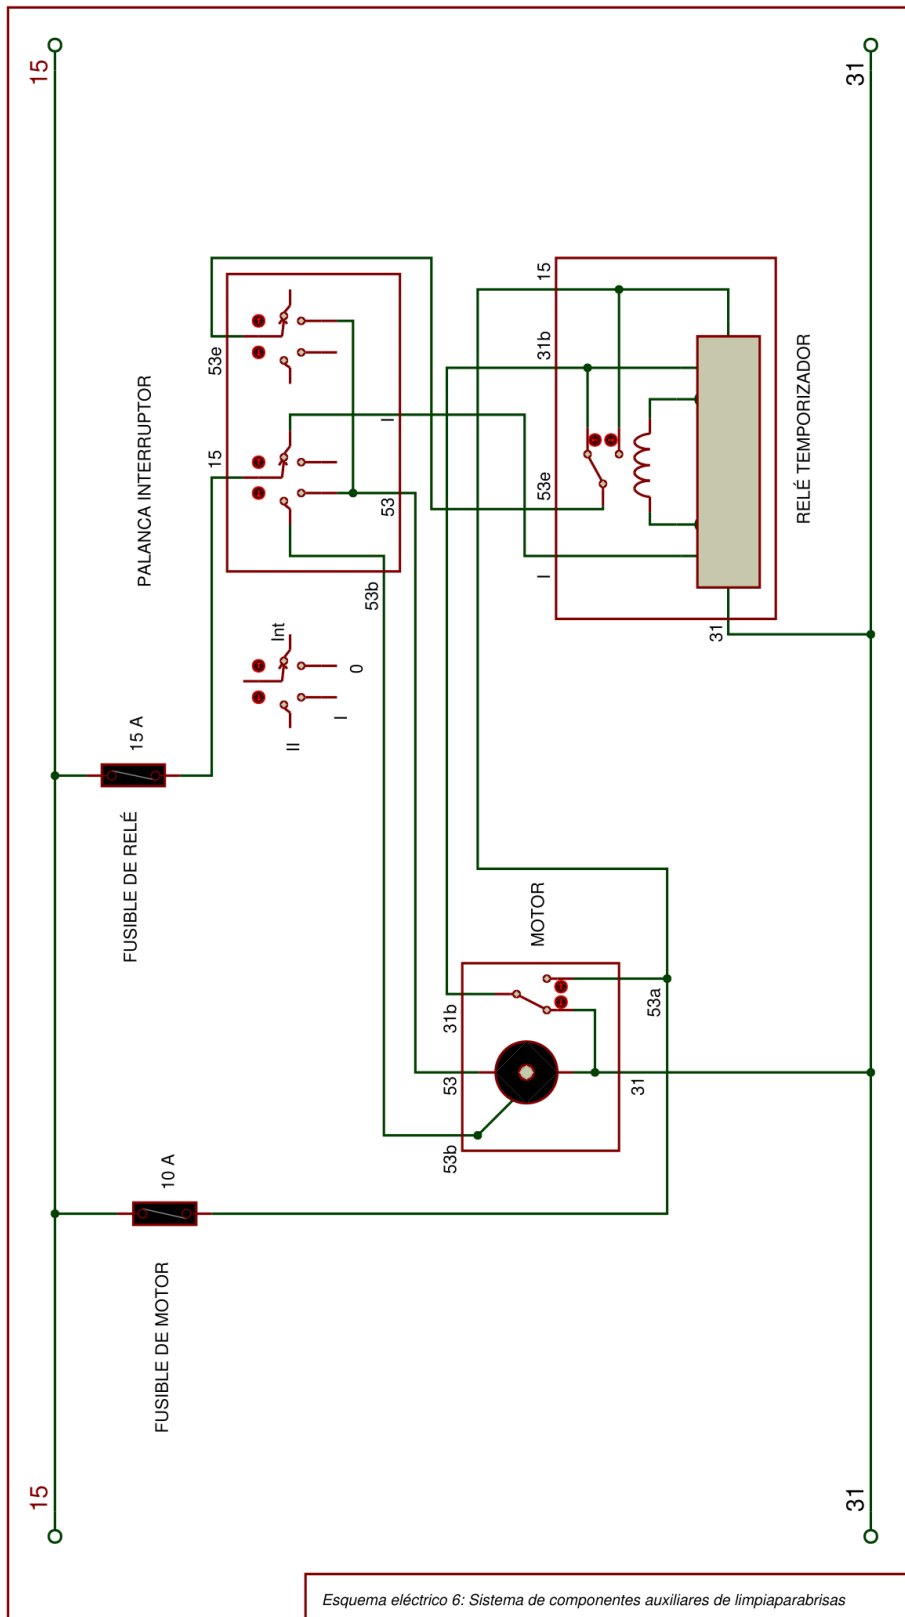 15
15
FUSIBLE DE MOTOR
10 A
FUSIBLE DE RELÉ
15 A
PALANCA INTERRUPTOR
53e
15
I
53
53b
Int
0
I
II
MOTOR
53b
53
31b
31
53a
RELÉ TEMPORIZADOR
15
31b
53e
I
31
31
31
Esquema eléctrico 6: Sistema de componentes auxiliares de limpiaparabrisas